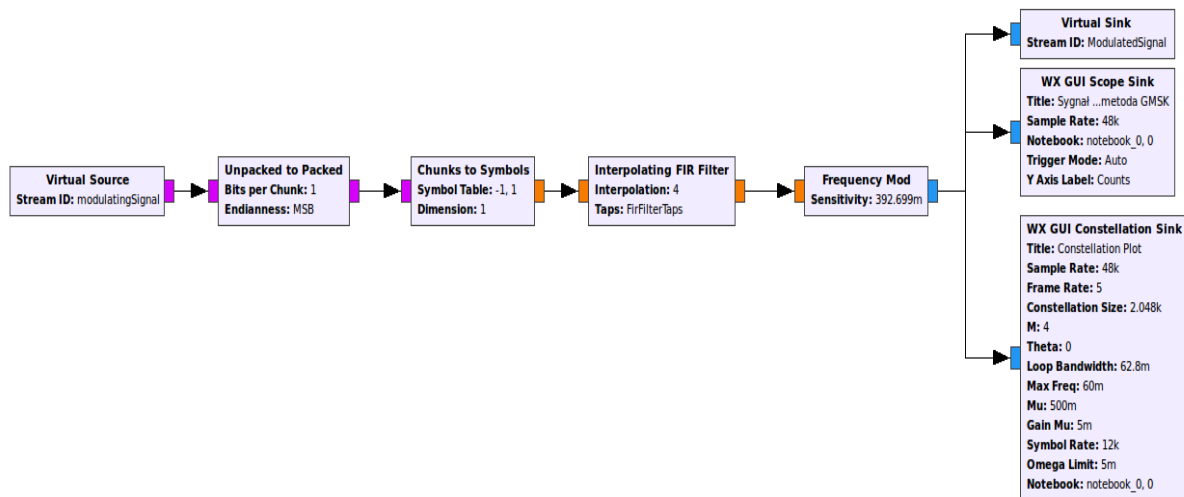 Virtual Source
Stream ID: modulatingSignal
Unpacked to Packed
Bits per Chunk: 1
Endianness: MSB
Chunks to Symbols
Symbol Table: -1, 1
Dimension: 1
Interpolating FIR Filter
Interpolation: 4
Taps: FirFilterTaps
Frequency Mod
Sensitivity: 392.699m
Virtual Sink
Stream ID: ModulatedSignal
WX GUI Scope Sink
Title: Sygnał ...metoda GMSK
Sample Rate: 48k
Notebook: notebook_0, 0
Trigger Mode: Auto
Y Axis Label: Counts
WX GUI Constellation Sink
Title: Constellation Plot
Sample Rate: 48k
Frame Rate: 5
Constellation Size: 2.048k
M: 4
Theta: 0
Loop Bandwidth: 62.8m
Max Freq: 60m
Mu: 500m
Gain Mu: 5m
Symbol Rate: 12k
Omega Limit: 5m
Notebook: notebook_0, 0